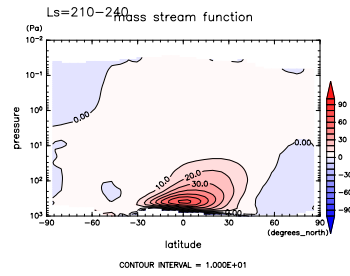 Ls=210-240
mass stream function
(Pa)
10⁻²
10⁻¹
10⁰
10¹
10²
10³
pressure
0.00
0.00
10.0
20.0
30.0
0.00
−90 −60 −30 0 30 60 90
(degrees_north)
latitude
90
60
30
0
−30
−60
−90
CONTOUR INTERVAL = 1.000E+01